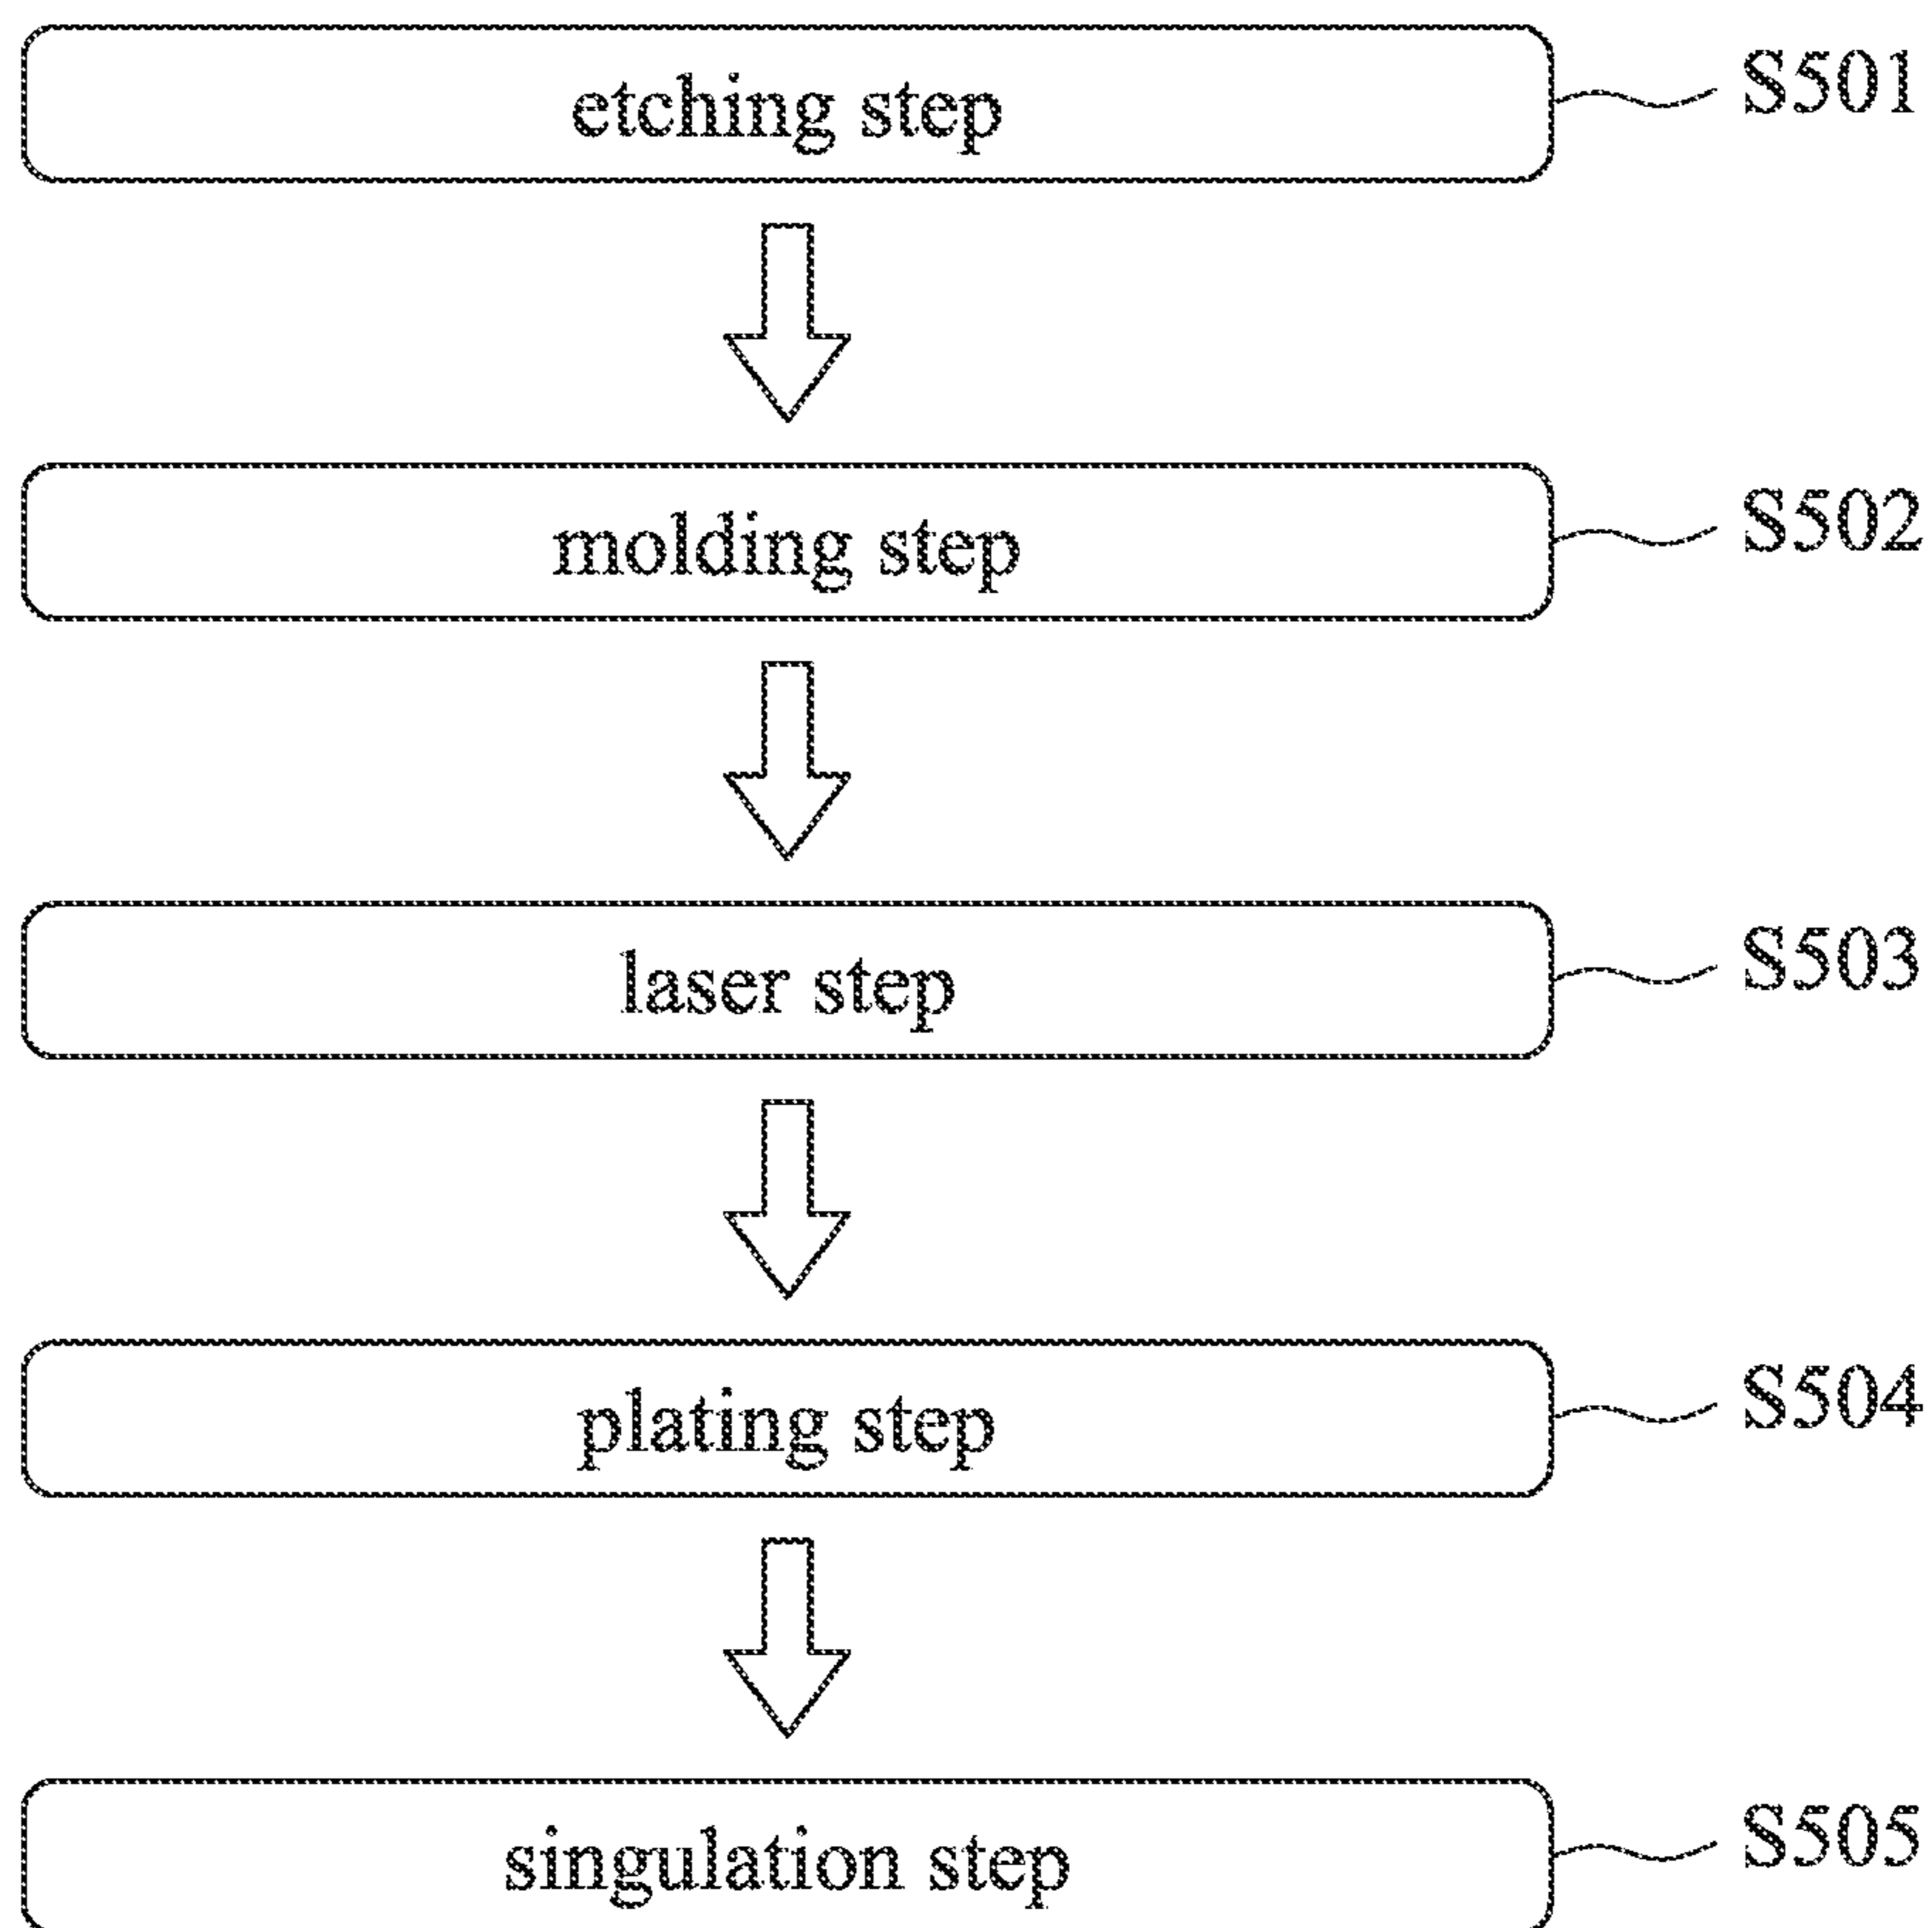 etching step S501
molding step S502
laser step S503
plating step S504
singulation step S505